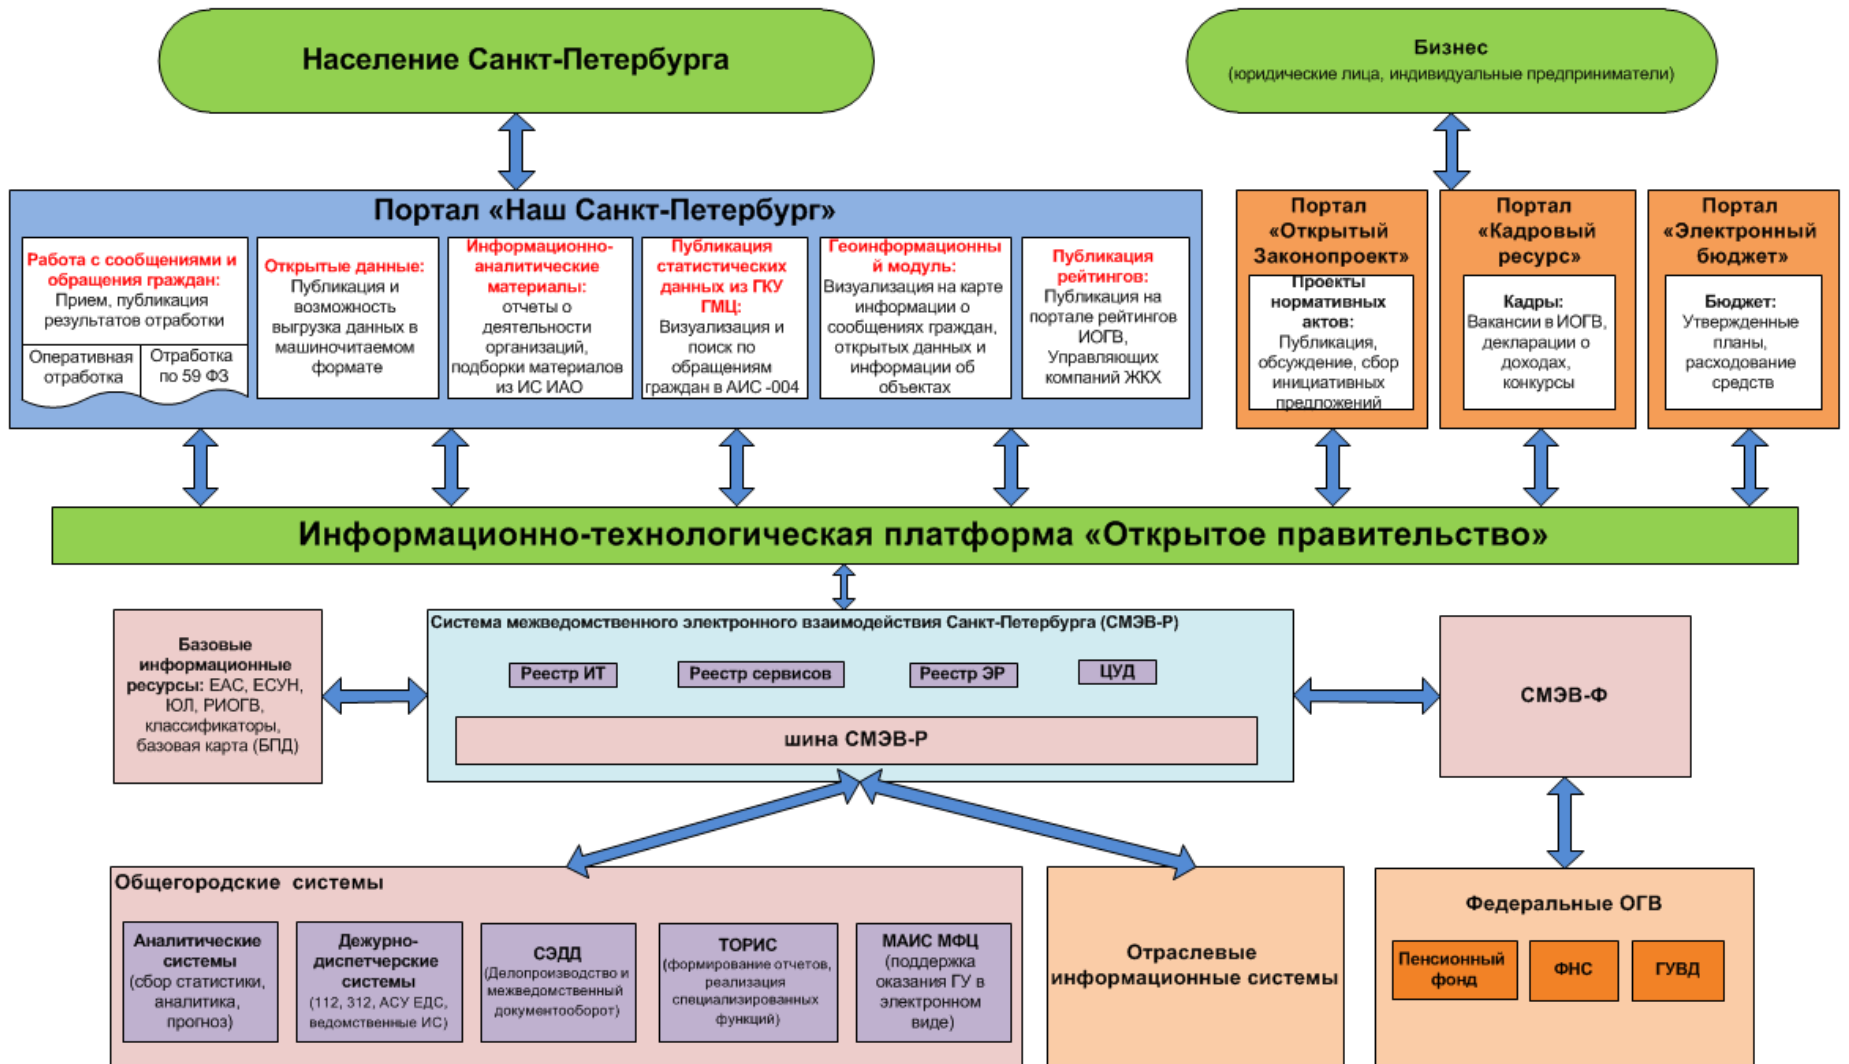 Население Санкт-Петербурга
Бизнес
(юридические лица, индивидуальные предприниматели)
Портал «Наш Санкт-Петербург»
Работа с сообщениями и
обращения граждан:
Прием, публикация
результатов отработки
Оперативная
отработка
Отработка
по 59 ФЗ
Открытые данные:
Публикация и
возможность
выгрузка данных в
машиночитаемом
формате
Информационно-
аналитические
материалы:
отчеты о
деятельности
организаций,
подборки материалов
из ИС ИАО
Публикация
статистических
данных из ГКУ
ГМЦ:
Визуализация и
поиск по
обращениям
граждан в АИС -004
Геоинформационны
й модуль:
Визуализация на карте
информации о
сообщениях граждан,
открытых данных и
информации об
объектах
Публикация
рейтингов:
Публикация на
портале рейтингов
ИОГВ,
Управляющих
компаний ЖКХ
Портал
«Открытый
Законопроект»
Проекты
нормативных
актов:
Публикация,
обсуждение, сбор
инициативных
предложений
Портал
«Кадровый
ресурс»
Кадры:
Вакансии в ИОГВ,
декларации о
доходах,
конкурсы
Портал
«Электронный
бюджет»
Бюджет:
Утвержденные
планы,
расходование
средств
Информационно-технологическая платформа «Открытое правительство»
Базовые
информационные
ресурсы: ЕАС, ЕСУН,
ЮЛ, РИОГВ,
классификаторы,
базовая карта (БПД)
Система межведомственного электронного взаимодействия Санкт-Петербурга (СМЭВ-Р)
Реестр ИТ
Реестр сервисов
Реестр ЭР
ЦУД
шина СМЭВ-Р
СМЭВ-Ф
Общегородские системы
Аналитические
системы
(сбор статистики,
аналитика,
прогноз)
Дежурно-
диспетчерские
системы
(112, 312, АСУ ЕДС,
ведомственные ИС)
СЭДД
(Делопроизводство и
межведомственный
документооборот)
ТОРИС
(формирование отчетов,
реализация
специализированных
функций)
МАИС МФЦ
(поддержка
оказания ГУ в
электронном
виде)
Отраслевые
информационные системы
Федеральные ОГВ
Пенсионный
фонд
ФНС
ГУВД